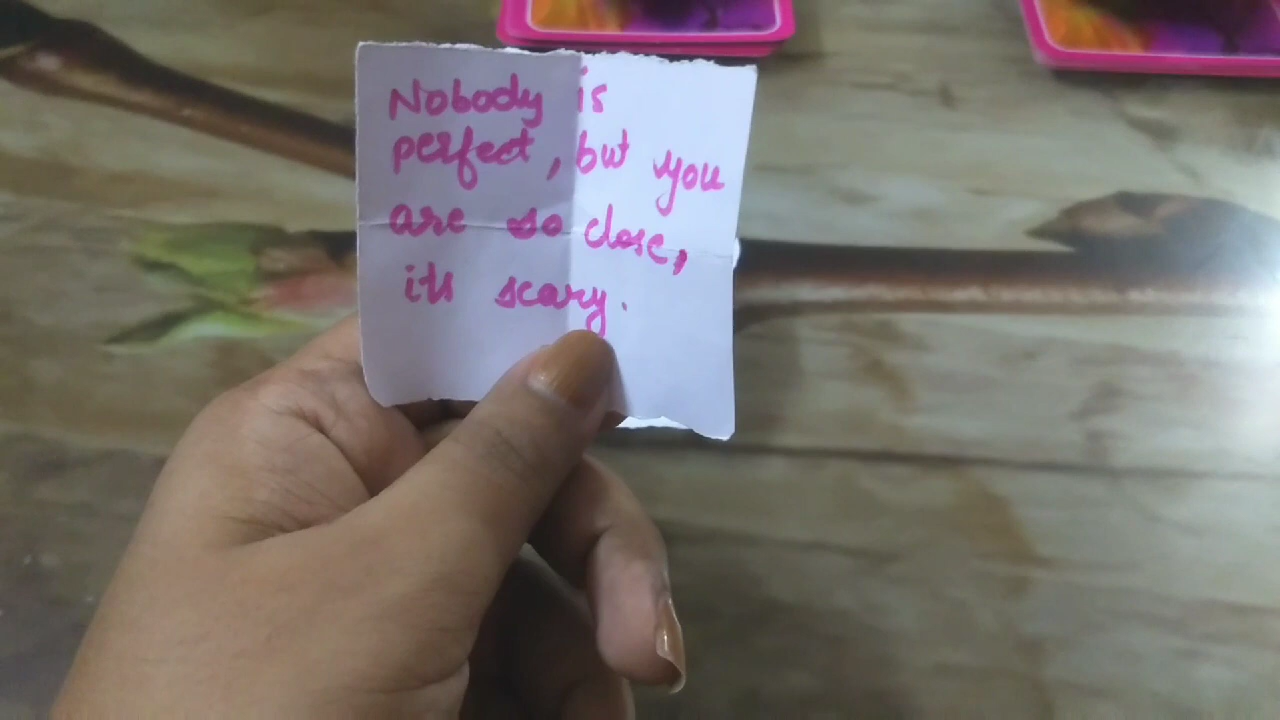 Nobody is
perfect, but you
are so close,
its scary.